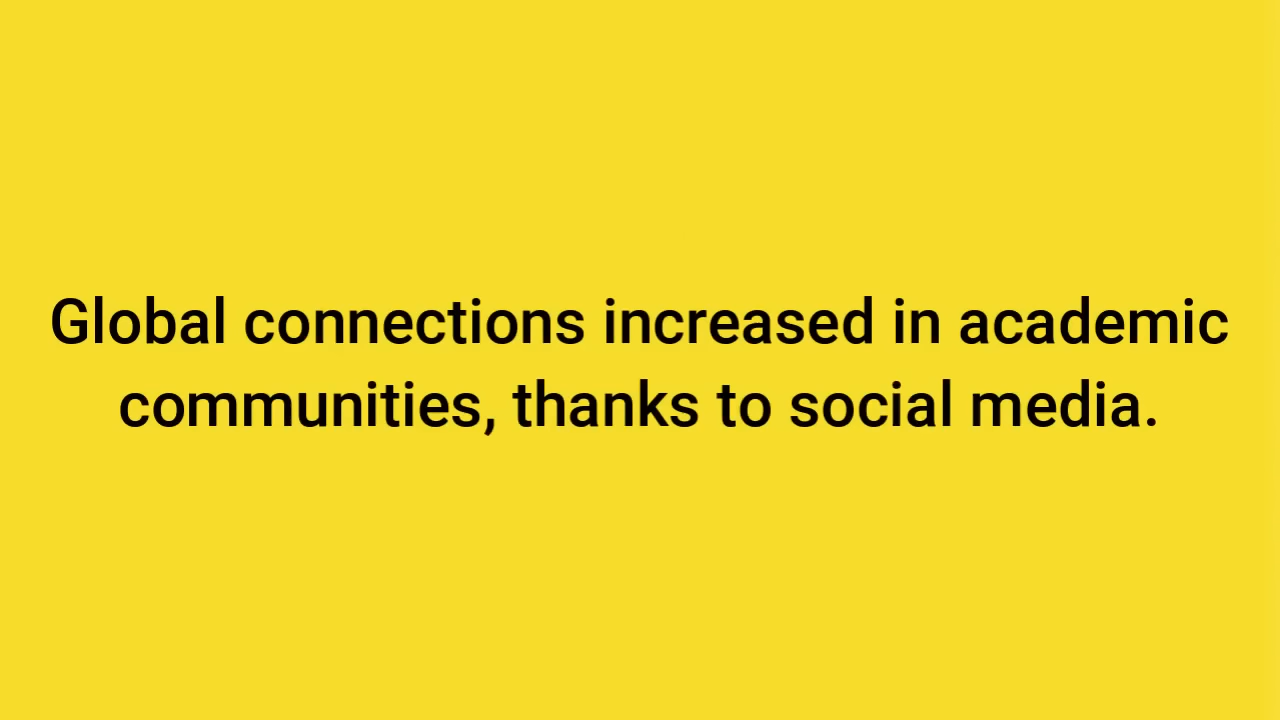 Global connections increased in academic
communities, thanks to social media.